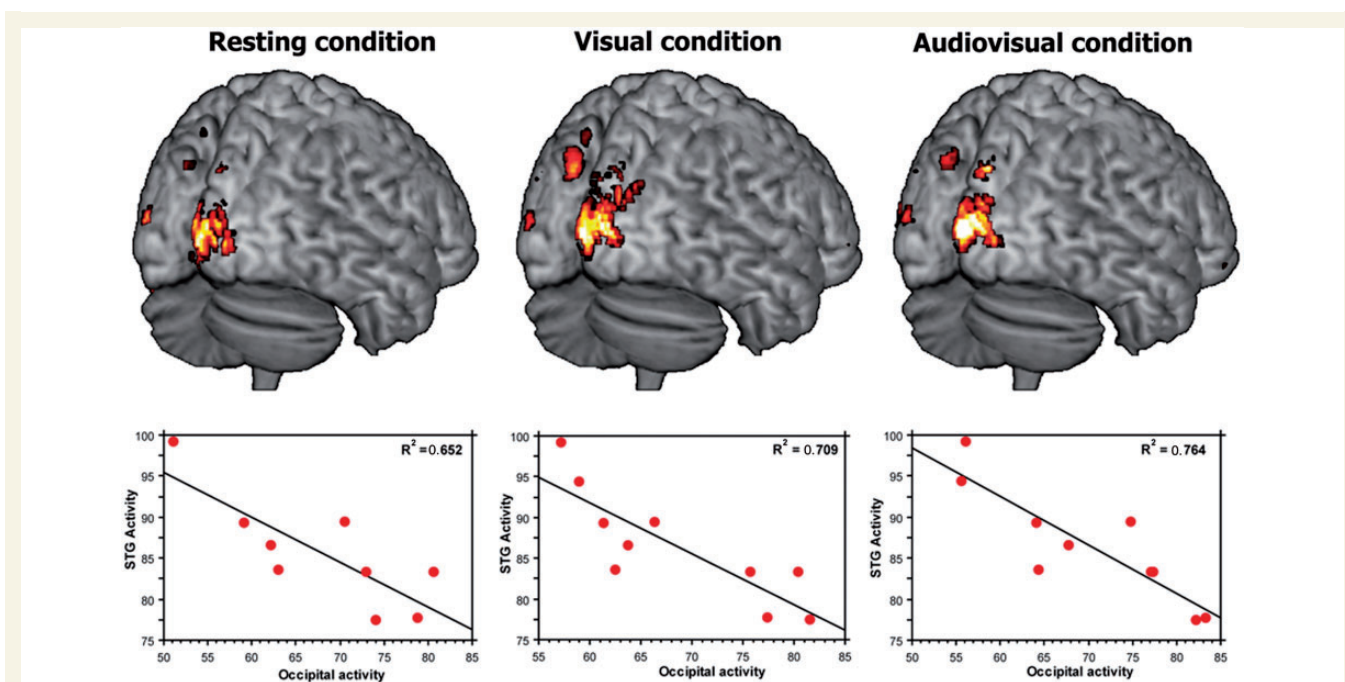 Resting condition Visual condition Audiovisual condition
R² = 0.652
100
95
90
85
80
75
STG Activity
50 55 60 65 70 75 80 85
Occipital activity
R² = 0.709
100
95
90
85
80
75
STG Activity
55 60 65 70 75 80 85
Occipital activity
R² = 0.764
100
95
90
85
80
75
STG Activity
50 55 60 65 70 75 80 85
Occipital activity